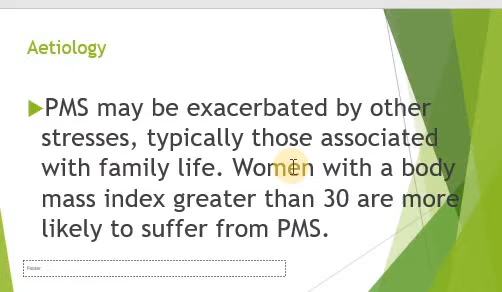 Aetiology
PMS may be exacerbated by other
stresses, typically those associated
with family life. Women with a body
mass index greater than 30 are more
likely to suffer from PMS.
Footer